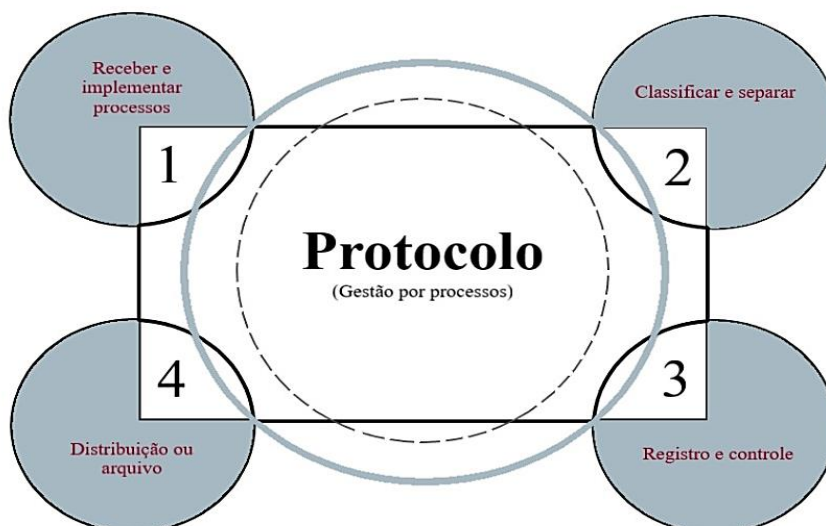 Receber e
implementar
processos
1
Classificar e separar
2
Protocolo
(Gestão por processos)
4
Distribuição ou
arquivo
3
Registro e controle